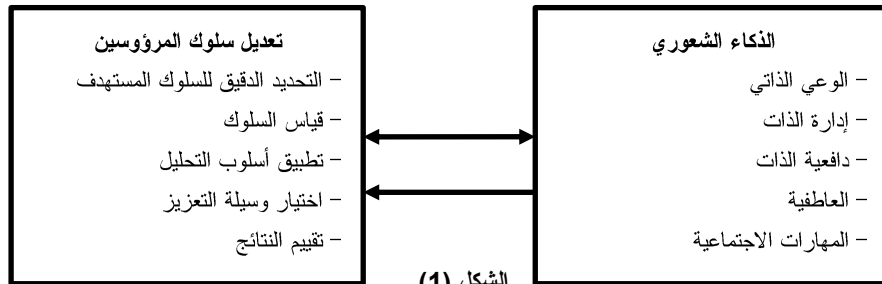 الذكاء الشعوري
- الوعي الذاتي
- إدارة الذات
- دافعية الذات
- العاطفية
- المهارات الاجتماعية
تعديل سلوك المرؤوسين
- التحديد الدقيق للسلوك المستهدف
- قياس السلوك
- تطبيق أسلوب التحليل
- اختيار وسيلة التعزيز
- تقييم النتائج
الشكل (1)